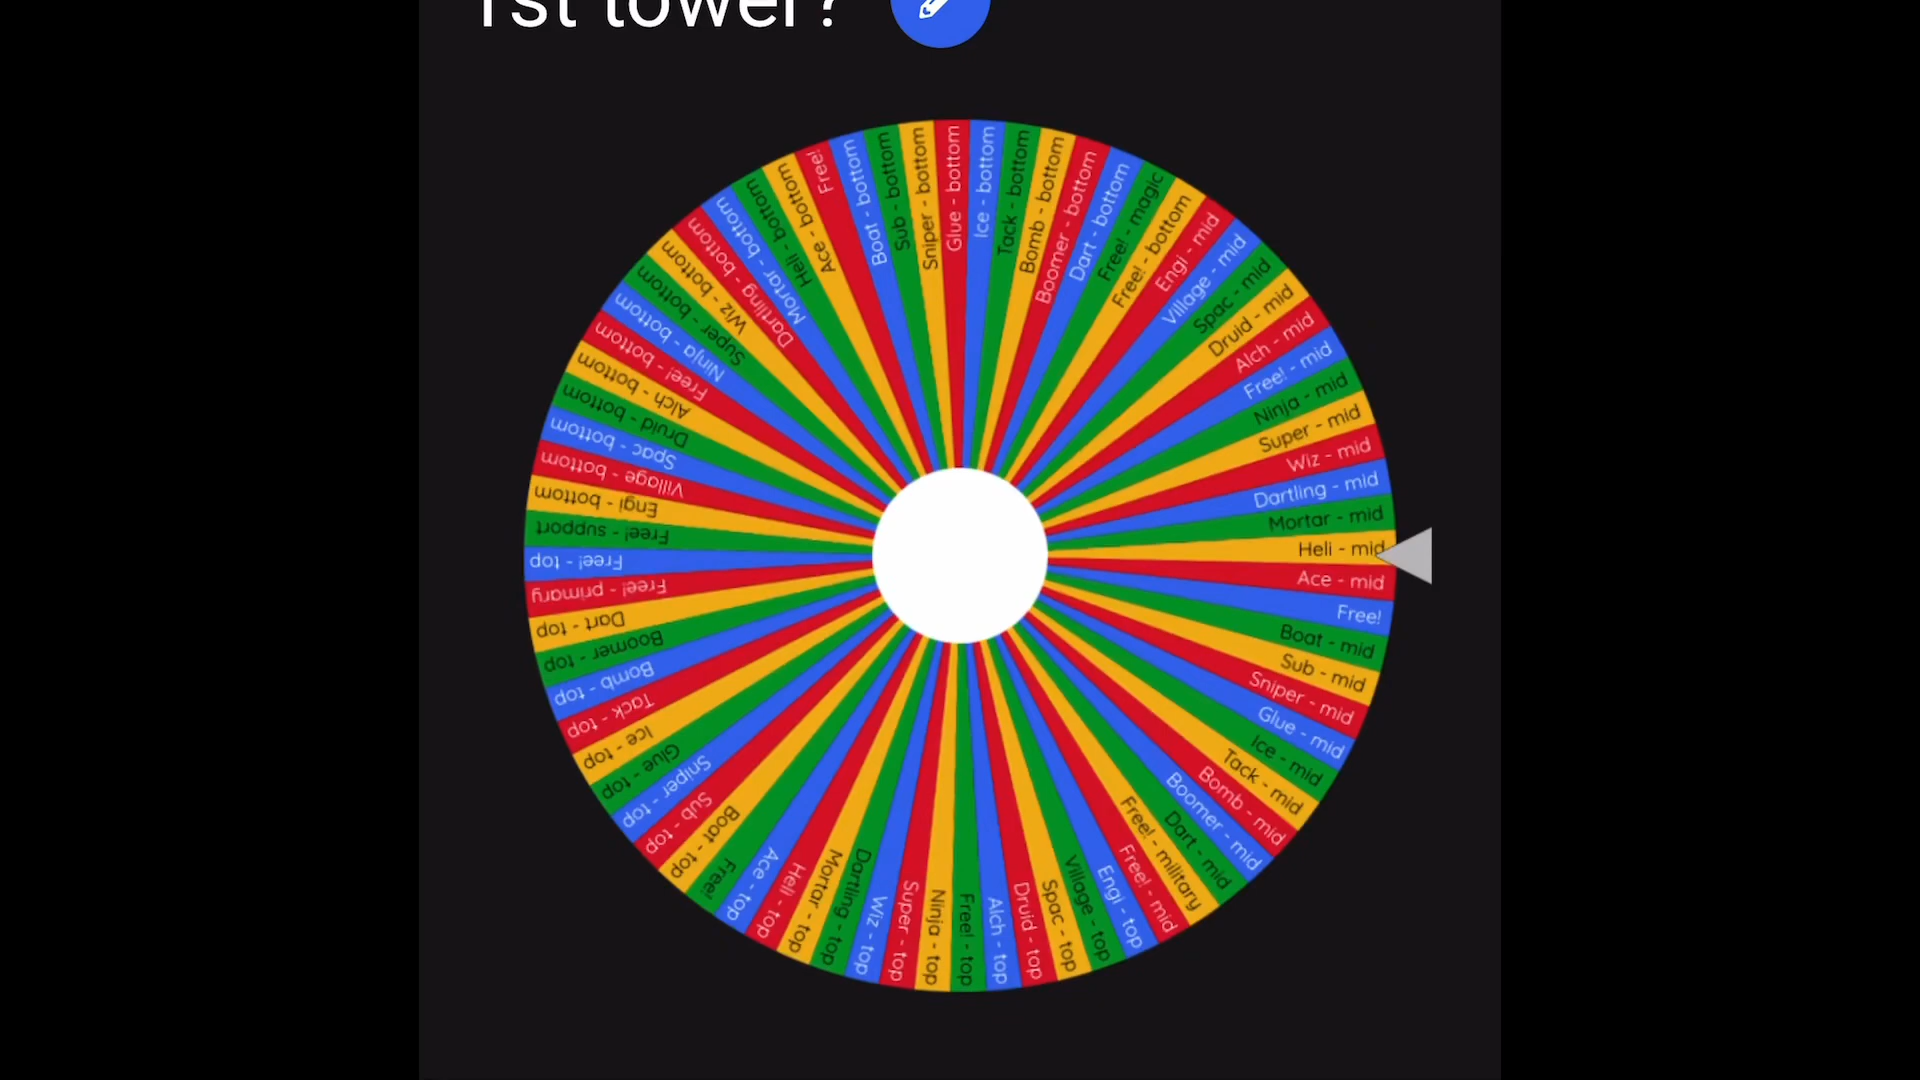 1st tower?
Glue - bottom
Ice - bottom
Tack - bottom
Bomb - bottom
Boomer - bottom
Dart - bottom
Free! - magic
Free! - bottom
Engi - mid
Village - mid
Spac - mid
Druid - mid
Alch - mid
Free! - mid
Ninja - mid
Super - mid
Wiz - mid
Dartling - mid
Mortar - mid
Heli - mid
Ace - mid
Free!
Boat - mid
Sub - mid
Sniper - mid
Glue - mid
Ice - mid
Tack - mid
Bomb - mid
Boomer - mid
Dart - mid
Free! - military
Free! - mid
Engi - top
Village - top
Spac - top
Druid - top
Alch - top
Free! - top
Ninja - top
Super - top
Wiz - top
Dartling - top
Mortar - top
Heli - top
Ace - top
Free!
Boat - top
Sub - top
Sniper - top
Glue - top
Ice - top
Tack - top
Bomb - top
Boomer - top
Dart - top
Free! - primary
Free! - top
Free! - support
Engi - bottom
Village - bottom
Spac - bottom
Druid - bottom
Alch - bottom
Free! - bottom
Ninja - bottom
Super - bottom
Wiz - bottom
Dartling - bottom
Mortar - bottom
Heli - bottom
Ace - bottom
Free!
Boat - bottom
Sub - bottom
Sniper - bottom